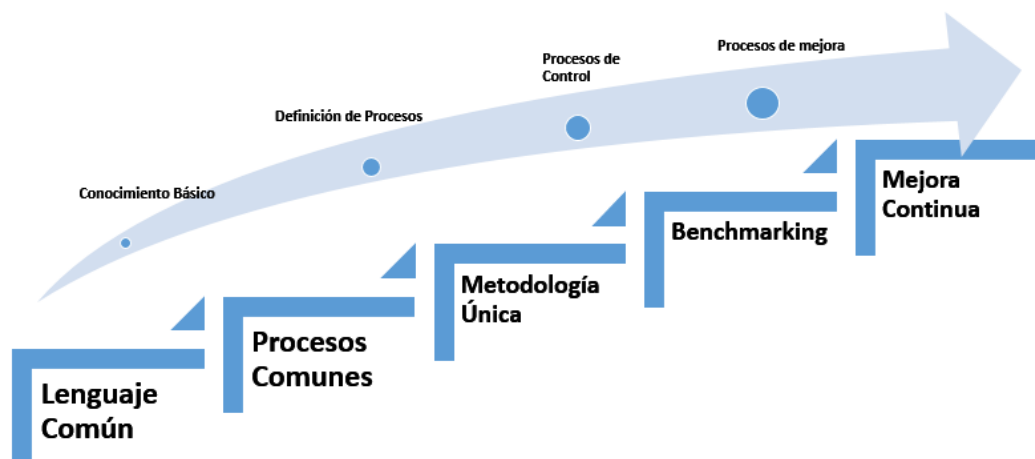 Procesos de mejora
Procesos de
Control
Definición de Procesos
Conocimiento Básico
Mejora
Continua
Benchmarking
Metodología
Única
Procesos
Comunes
Lenguaje
Común